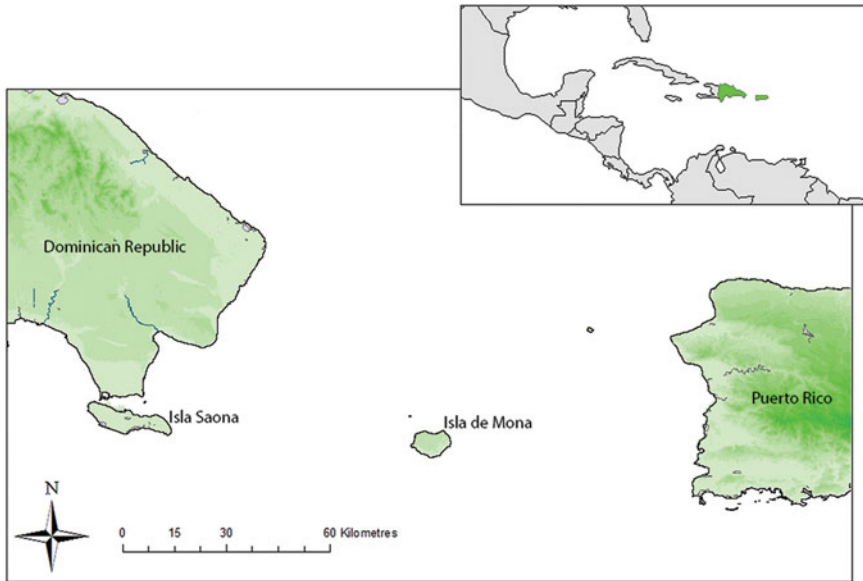 Dominican Republic
Puerto Rico
Isla Saona
Isla de Mona
N
0 15 30 60 Kilometres